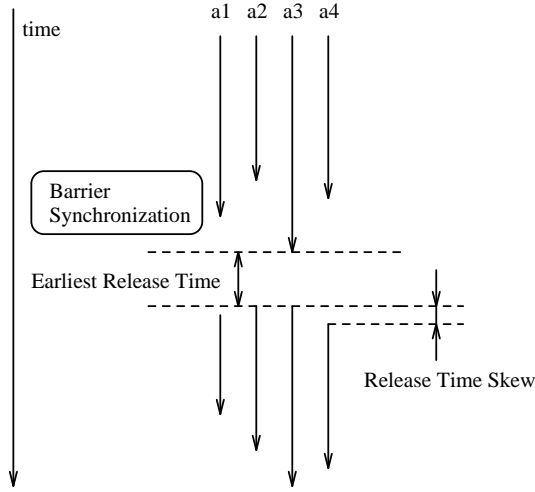 time
a1 a2 a3 a4
Barrier
Synchronization
Earliest Release Time
Release Time Skew